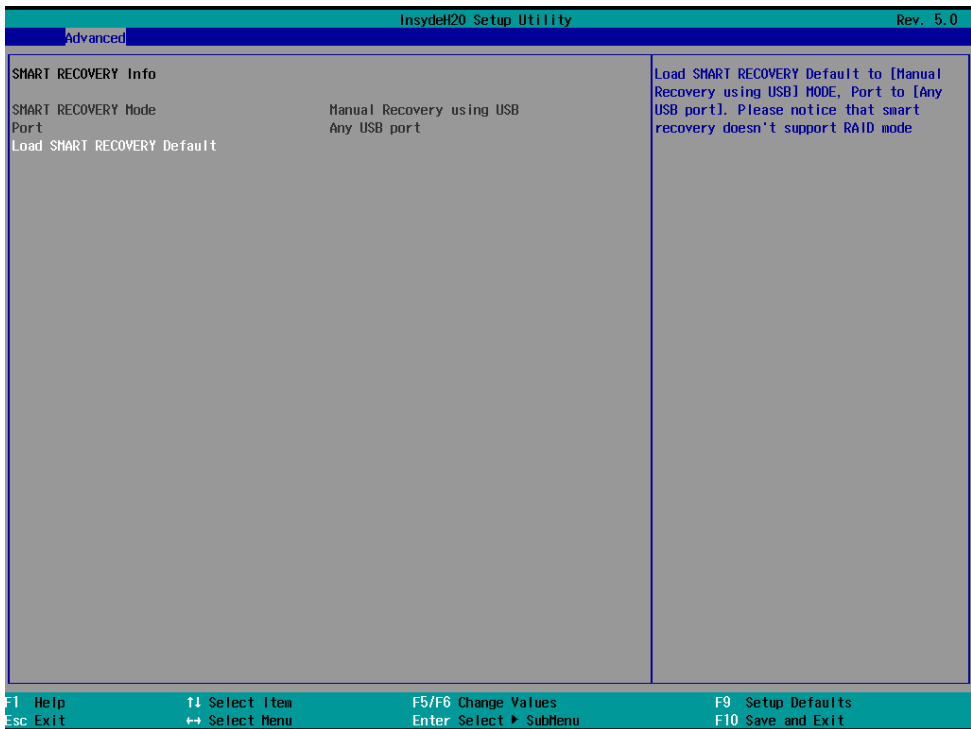 InsydeH20 Setup Utility Rev. 5.0
Advanced
SMART RECOVERY Info
SMART RECOVERY Mode Manual Recovery using USB
Port Any USB port
Load SMART RECOVERY Default
Load SMART RECOVERY Default to [Manual
Recovery using USB] MODE, Port to [Any
USB port]. Please notice that smart
recovery doesn't support RAID mode
F1 Help ↑↓ Select Item F5/F6 Change Values F9 Setup Defaults
Esc Exit ←→ Select Menu Enter Select ▶ SubMenu F10 Save and Exit